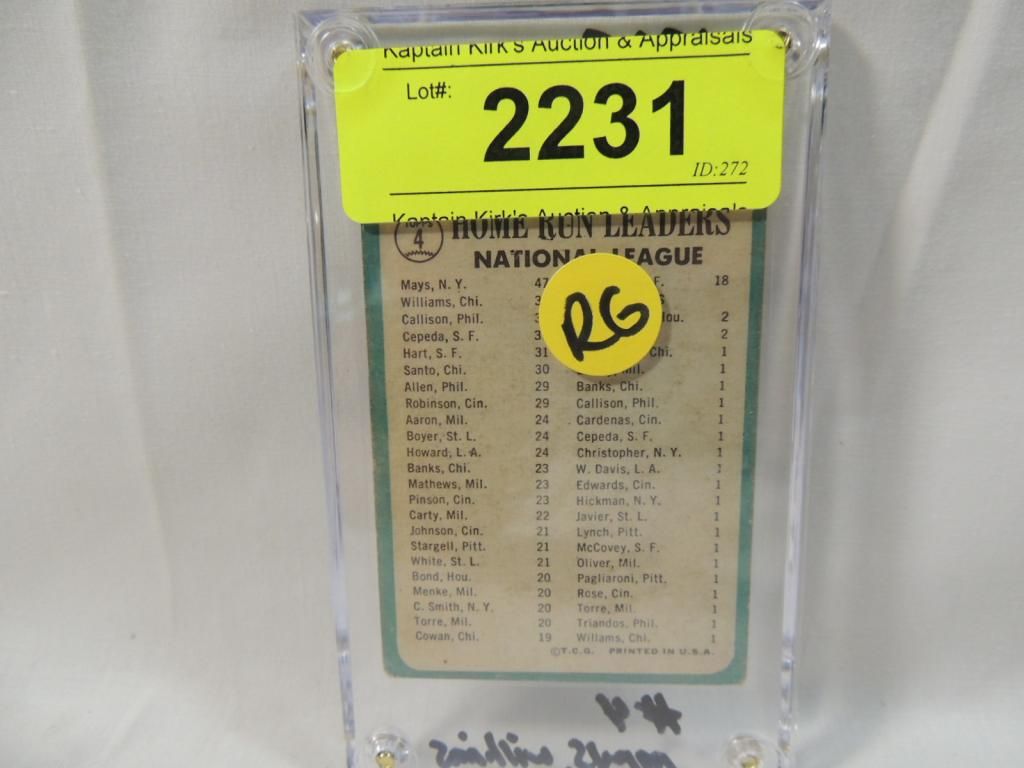 Kaptain Kirk's Auction & Appraisals
Lot#: 2231
ID:272
Kaptain Kirk's Auction & Appraisals
TOPPS 4 HOME RUN LEADERS
NATIONAL LEAGUE
RG
Mays, N. Y. 47
Williams, Chi.
Callison, Phil.
Cepeda, S. F.
Hart, S. F. 31
Santo, Chi. 30
Allen, Phil. 29
Robinson, Cin. 29
Aaron, Mil. 24
Boyer, St. L. 24
Howard, L. A. 24
Banks, Chi. 23
Mathews, Mil. 23
Pinson, Cin. 23
Carty, Mil. 22
Johnson, Cin. 21
Stargell, Pitt. 21
White, St. L. 21
Bond, Hou. 20
Menke, Mil. 20
C. Smith, N. Y. 20
Torre, Mil. 20
Cowan, Chi. 19
F. 18
S
lou. 2
2
Chi. 1
Mil. 1
Banks, Chi. 1
Callison, Phil. 1
Cardenas, Cin. 1
Cepeda, S. F. 1
Christopher, N. Y. 1
W. Davis, L. A. 1
Edwards, Cin. 1
Hickman, N. Y. 1
Javier, St. L. 1
Lynch, Pitt. 1
McCovey, S. F. 1
Oliver, Mil. 1
Pagliaroni, Pitt. 1
Rose, Cin. 1
Torre, Mil. 1
Triandos, Phil. 1
Willams, Chi. 1
©T.C.G. PRINTED IN U.S.A.
#4